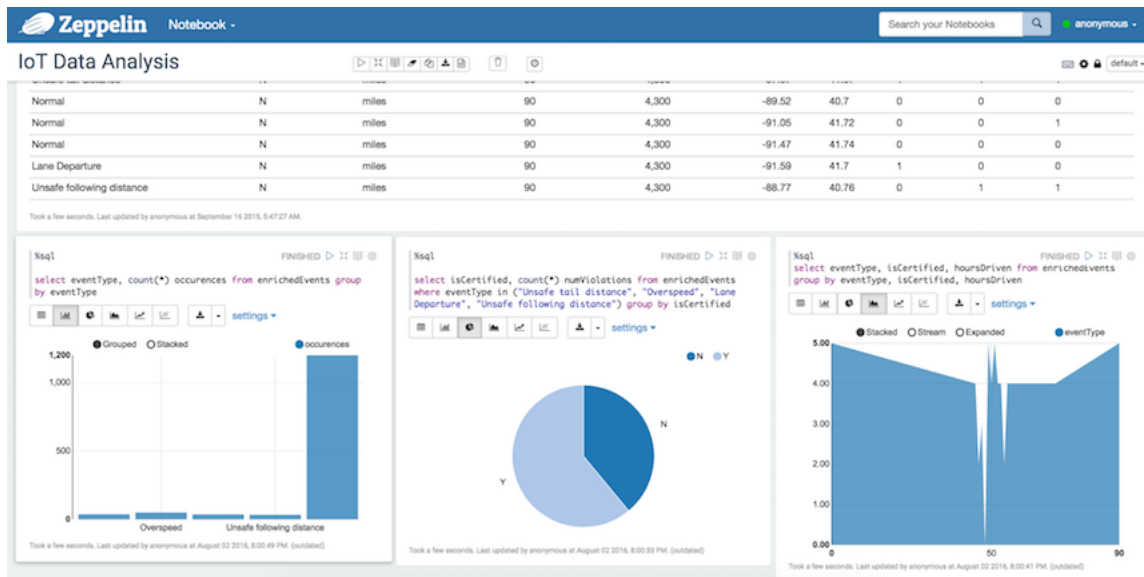 Zeppelin Notebook Search your Notebooks anonymous
IoT Data Analysis default
Normal N miles 90 4,300 -89.52 40.7 0 0 0
Normal N miles 90 4,300 -91.05 41.72 0 0 1
Normal N miles 90 4,300 -91.47 41.74 0 0 0
Lane Departure N miles 90 4,300 -91.59 41.7 1 0 0
Unsafe following distance N miles 90 4,300 -88.77 40.76 0 1 1
Took a few seconds. Last updated by anonymous at September 16 2015, 5:47:27 AM.
%sql FINISHED
select eventType, count(*) occurences from enrichedEvents group
by eventType
settings
Grouped Stacked occurences
1,200
1,000
500
0
Overspeed Unsafe following distance
Took a few seconds. Last updated by anonymous at August 02 2016, 8:00:49 PM. (outdated)
%sql FINISHED
select isCertified, count(*) numViolations from enrichedEvents
where eventType in ("Unsafe tail distance", "Overspeed", "Lane
Departure", "Unsafe following distance") group by isCertified
settings
N Y
N
Y
Took a few seconds. Last updated by anonymous at August 02 2016, 8:00:33 PM. (outdated)
%sql FINISHED
select eventType, isCertified, hoursDriven from enrichedEvents
group by eventType, isCertified, hoursDriven
settings
Stacked Stream Expanded eventType
5.00
4.00
3.00
2.00
1.00
0.00
0 50 90
Took a few seconds. Last updated by anonymous at August 02 2016, 8:00:41 PM. (outdated)